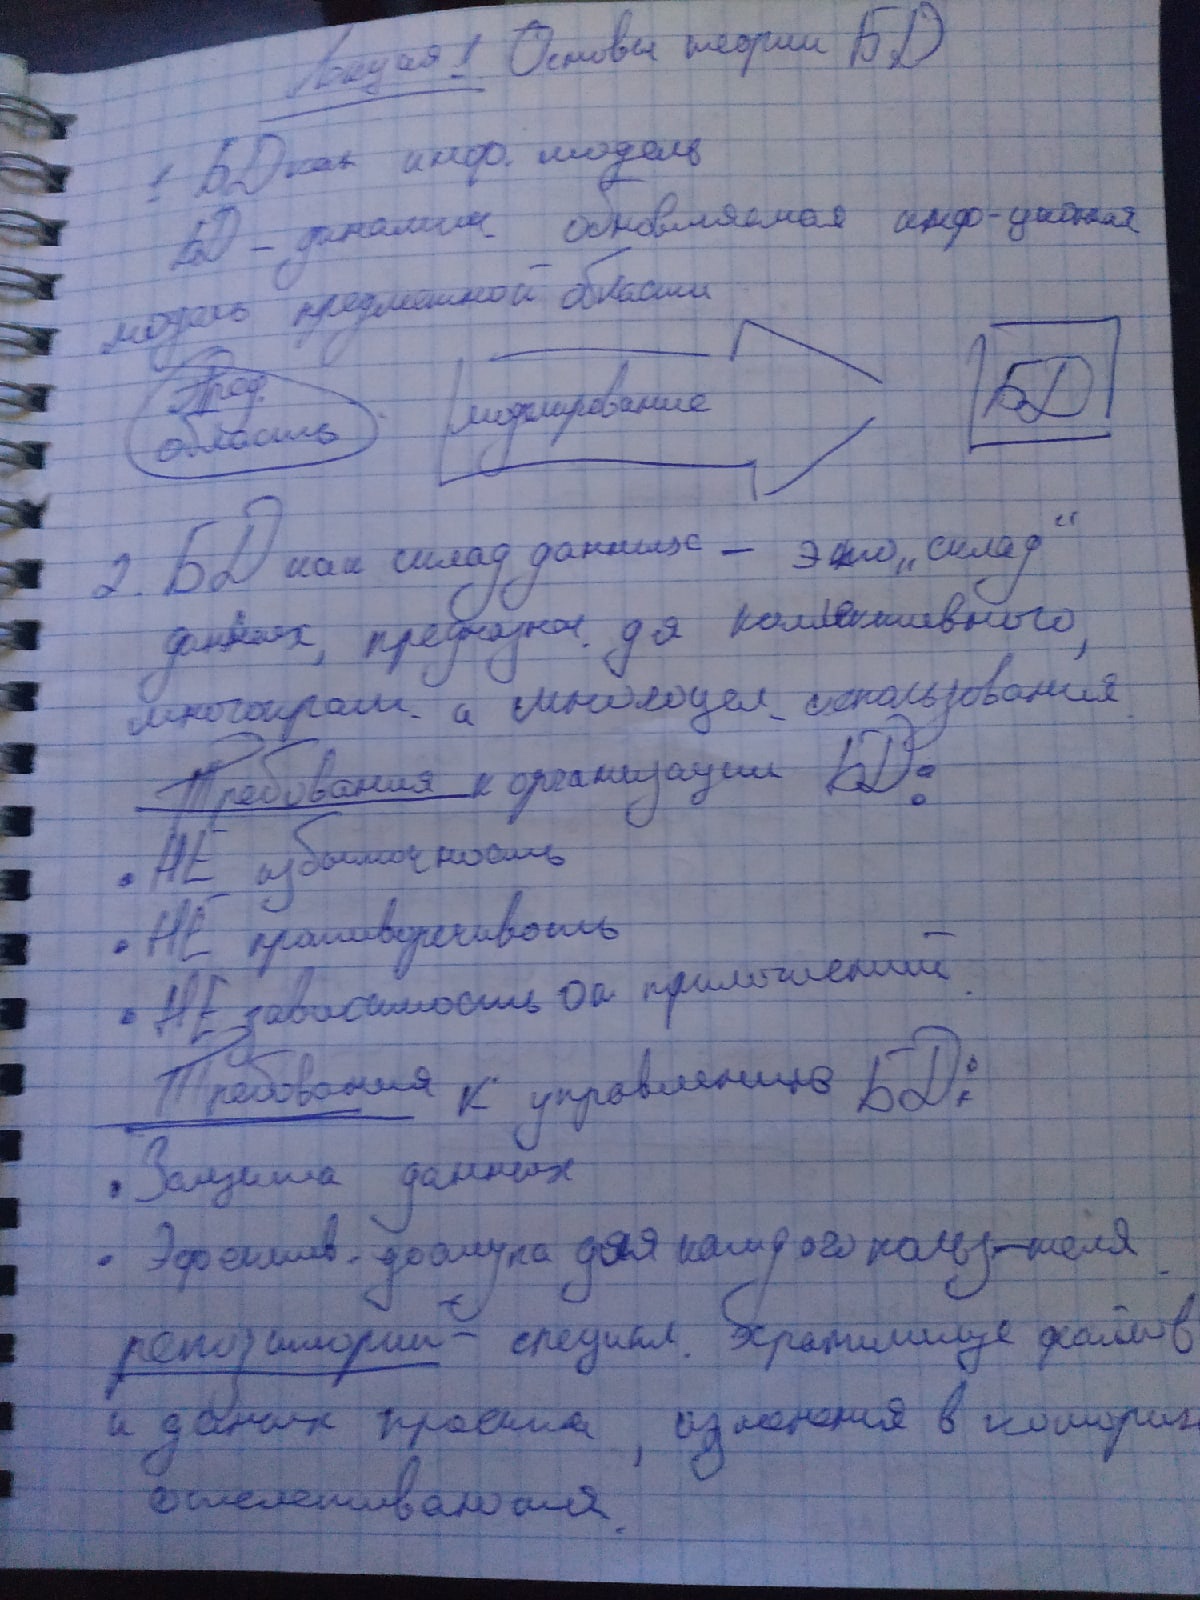 Лекция 1 Основы теории БД
1 БД как инф. модель
БД - динамич. обновляемая инф-ционная
модель предметной области
Пред.
область
моделирование
БД
2. БД как склад данных - это „склад“
данных, предназнач. для коллективного,
многократ. и многоцел. использования.
Требования к организации БД:
• НЕ избыточность
• НЕ противоречивость
• НЕ зависимость от приложений.
Требования к управлению БД:
• Защита данных
• Эфектив. доступа для каждого польз-теля.
репозиторий - специал. хранилище файлов
и данных проекта, изменения в которых
отслеживаются.